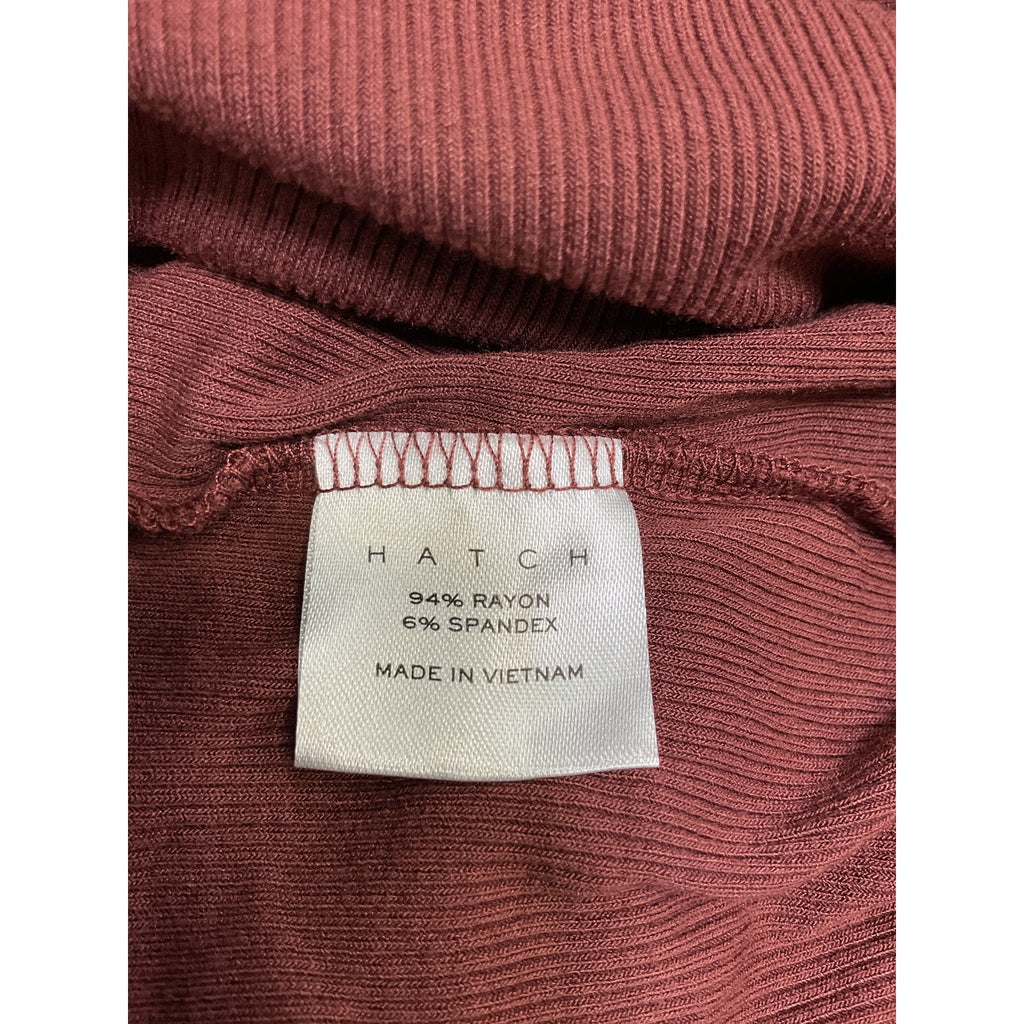 HATCH
94% RAYON
6% SPANDEX
MADE IN VIETNAM